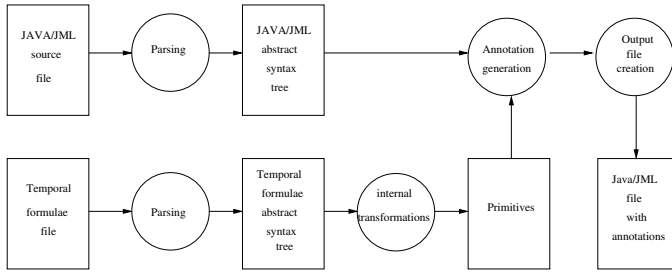 JAVA/JML
source
file
Parsing
JAVA/JML
abstract
syntax
tree
Annotation
generation
Output
file
creation
Temporal
formulae
file
Parsing
Temporal
formulae
abstract
syntax
tree
internal
transformations
Primitives
Java/JML
file
with
annotations